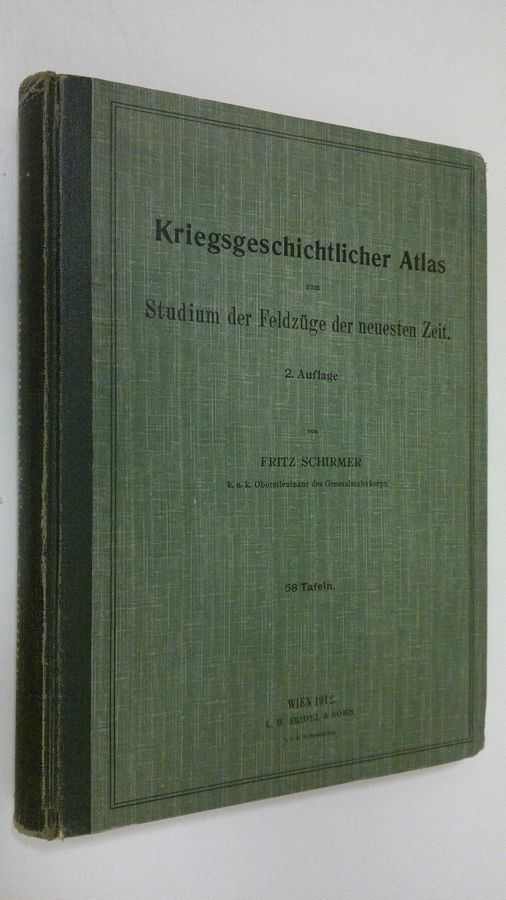 Kriegsgeschichtlicher Atlas
zum
Studium der Feldzüge der neuesten Zeit.
2. Auflage
von
FRITZ SCHIRMER
k. u. k. Oberstleutnant des Generalstabskorps.
58 Tafeln.
WIEN 1912.
L. W. SEIDEL & SOHN